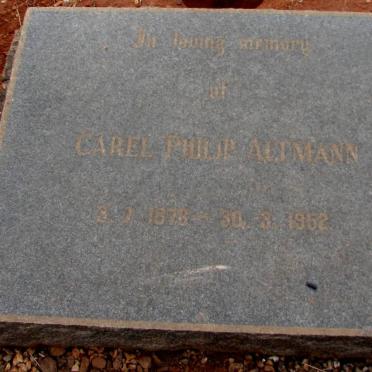 In loving memory
of
CAREL PHILIP ALTMANN
3. 7. 1878 – 30. 3. 1952